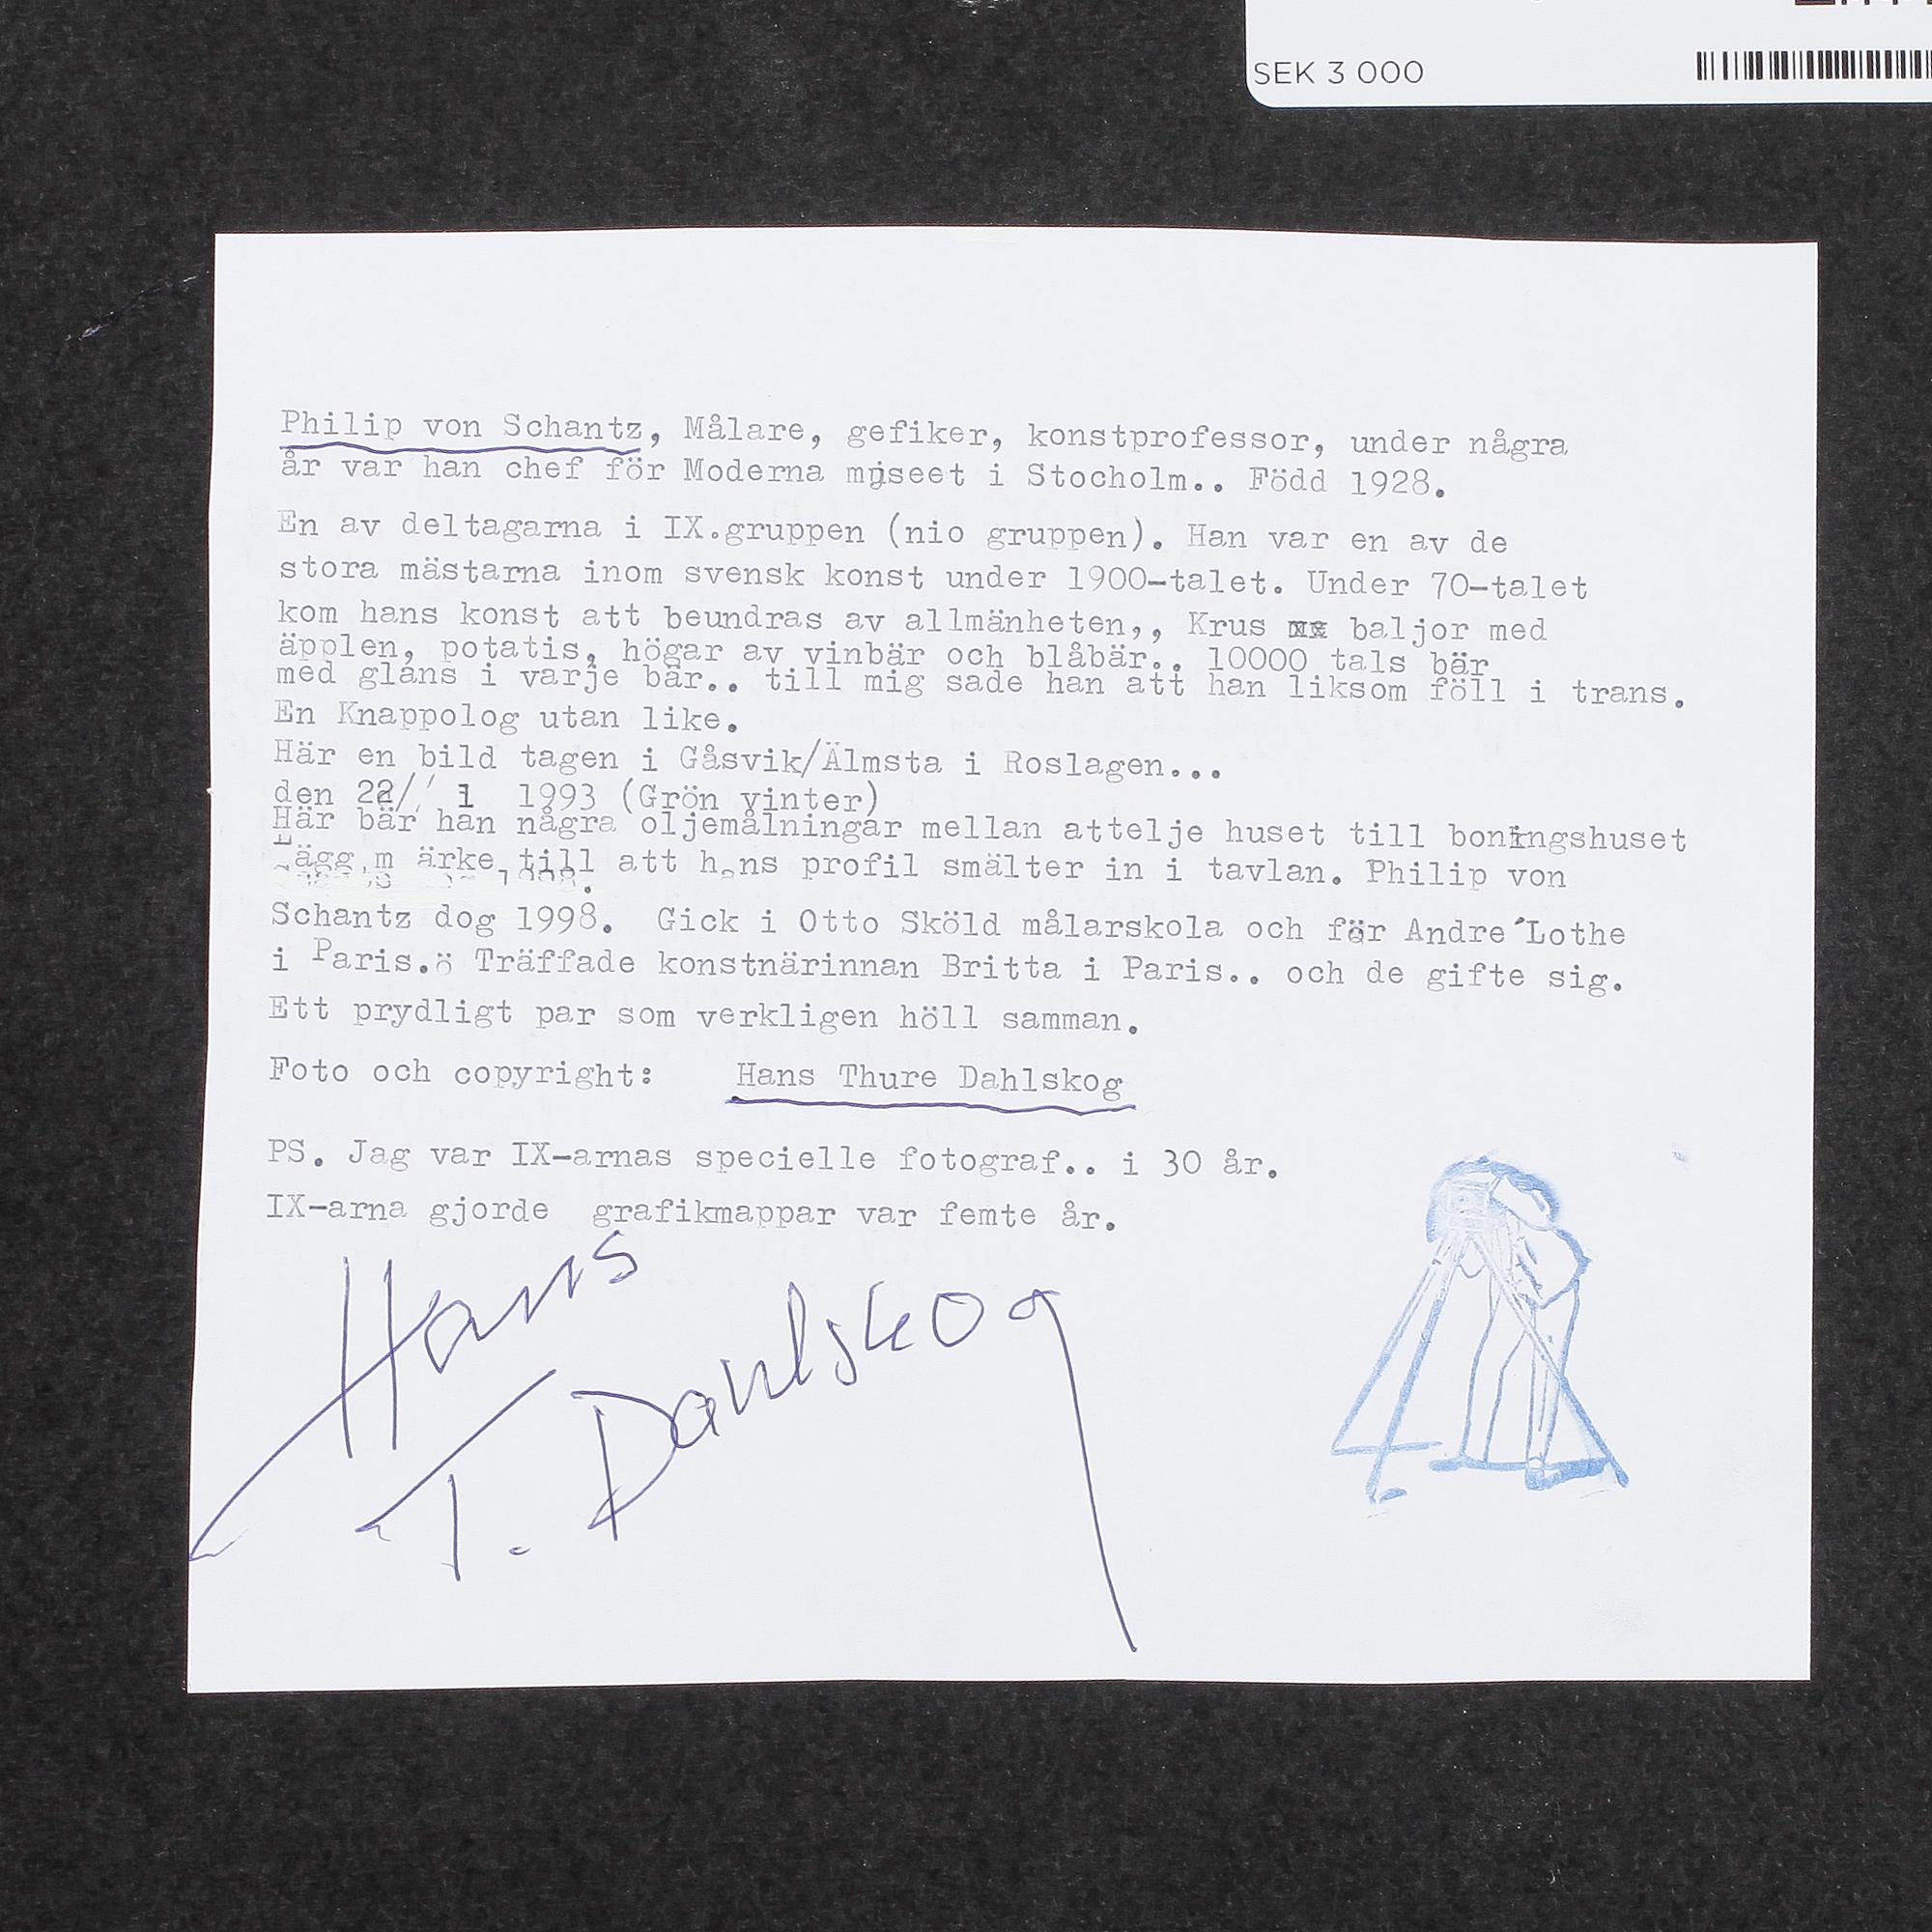 SEK 3 000
Philip von Schantz, Målare, gefiker, konstprofessor, under några
år var han chef för Moderna museet i Stocholm.. Född 1928.
En av deltagarna i IX.gruppen (nio gruppen). Han var en av de
stora mästarna inom svensk konst under 1900-talet. Under 70-talet
kom hans konst att beundras av allmänheten,, Krus baljor med
äpplen, potatis, högar av vinbär och blåbär.. 10000 tals bär
med glans i varje bär.. till mig sade han att han liksom föll i trans.
En Knappolog utan like.
Här en bild tagen i Gåsvik/Älmsta i Roslagen...
den 22// 1 1993 (Grön vinter)
Här bär han några oljemålningar mellan attelje huset till boningshuset
Lägg märke till att hans profil smälter in i tavlan. Philip von
Schantz dog 1998. Gick i Otto Sköld målarskola och för Andre´Lothe
i Paris.ö Träffade konstnärinnan Britta i Paris.. och de gifte sig.
Ett prydligt par som verkligen höll samman.
Foto och copyright: Hans Thure Dahlskog
PS. Jag var IX-arnas specielle fotograf.. i 30 år.
IX-arna gjorde grafikmappar var femte år.
Hans
T. Dahlskog